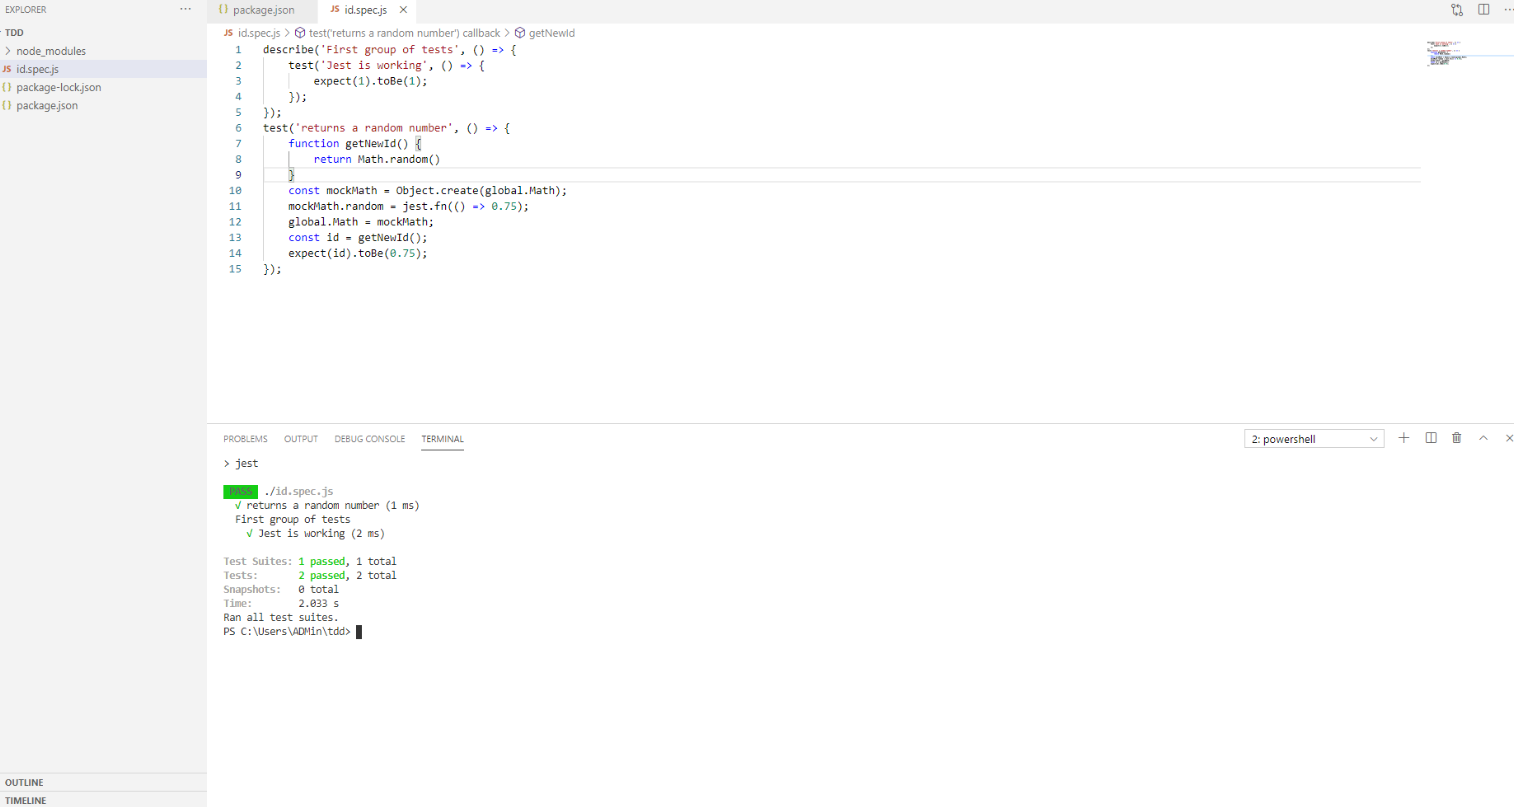 EXPLORER ...
TDD
node_modules
JS id.spec.js
{} package-lock.json
{} package.json
OUTLINE
TIMELINE
{} package.json JS id.spec.js
JS id.spec.js > test('returns a random number') callback > getNewId
1 describe('First group of tests', () => {
2 test('Jest is working', () => {
3 expect(1).toBe(1);
4 });
5 });
6 test('returns a random number', () => {
7 function getNewId() {
8 return Math.random()
9 }
10 const mockMath = Object.create(global.Math);
11 mockMath.random = jest.fn(() => 0.75);
12 global.Math = mockMath;
13 const id = getNewId();
14 expect(id).toBe(0.75);
15 });
PROBLEMS OUTPUT DEBUG CONSOLE TERMINAL 2: powershell
> jest
PASS ./id.spec.js
√ returns a random number (1 ms)
First group of tests
√ Jest is working (2 ms)
Test Suites: 1 passed, 1 total
Tests: 2 passed, 2 total
Snapshots: 0 total
Time: 2.033 s
Ran all test suites.
PS C:\Users\ADMin\tdd>